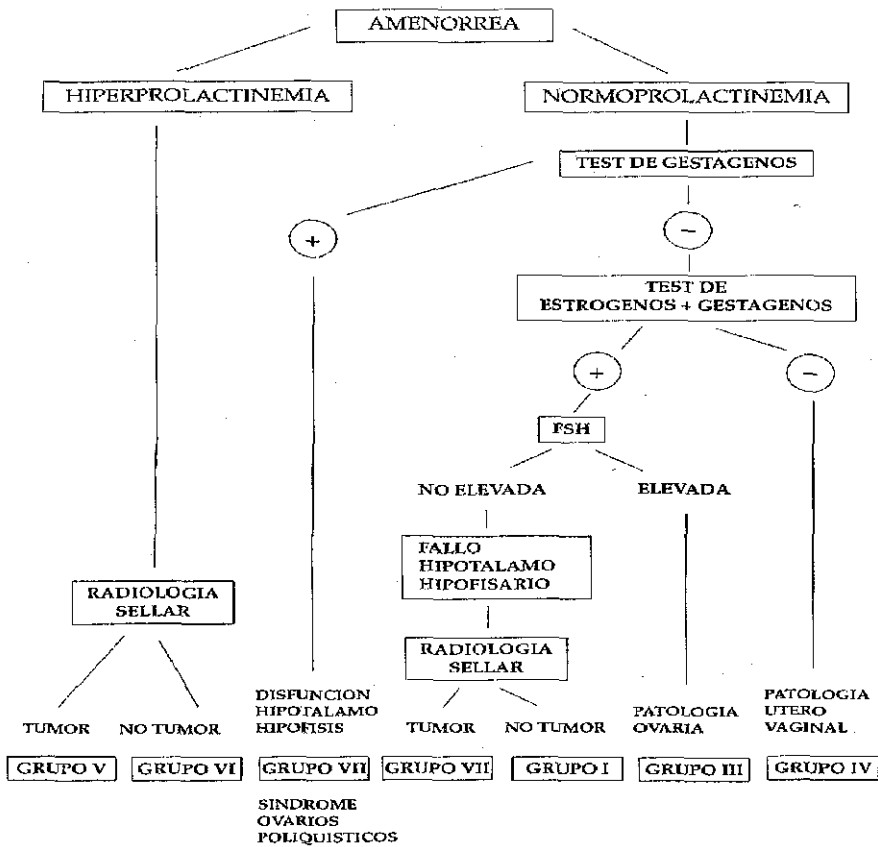 AMENORREA
HIPERPROLACTINEMIA
NORMOPROLACTINEMIA
TEST DE GESTAGENOS
+
−
TEST DE
ESTROGENOS + GESTAGENOS
+
−
FSH
NO ELEVADA
ELEVADA
FALLO
HIPOTALAMO
HIPOFISARIO
RADIOLOGIA
SELLAR
RADIOLOGIA
SELLAR
TUMOR
NO TUMOR
DISFUNCION
HIPOTALAMO
HIPOFISIS
TUMOR
NO TUMOR
PATOLOGIA
OVARIA
PATOLOGIA
UTERO
VAGINAL
GRUPO V
GRUPO VI
GRUPO VII
GRUPO VII
GRUPO I
GRUPO III
GRUPO IV
SINDROME
OVARIOS
POLIQUISTICOS